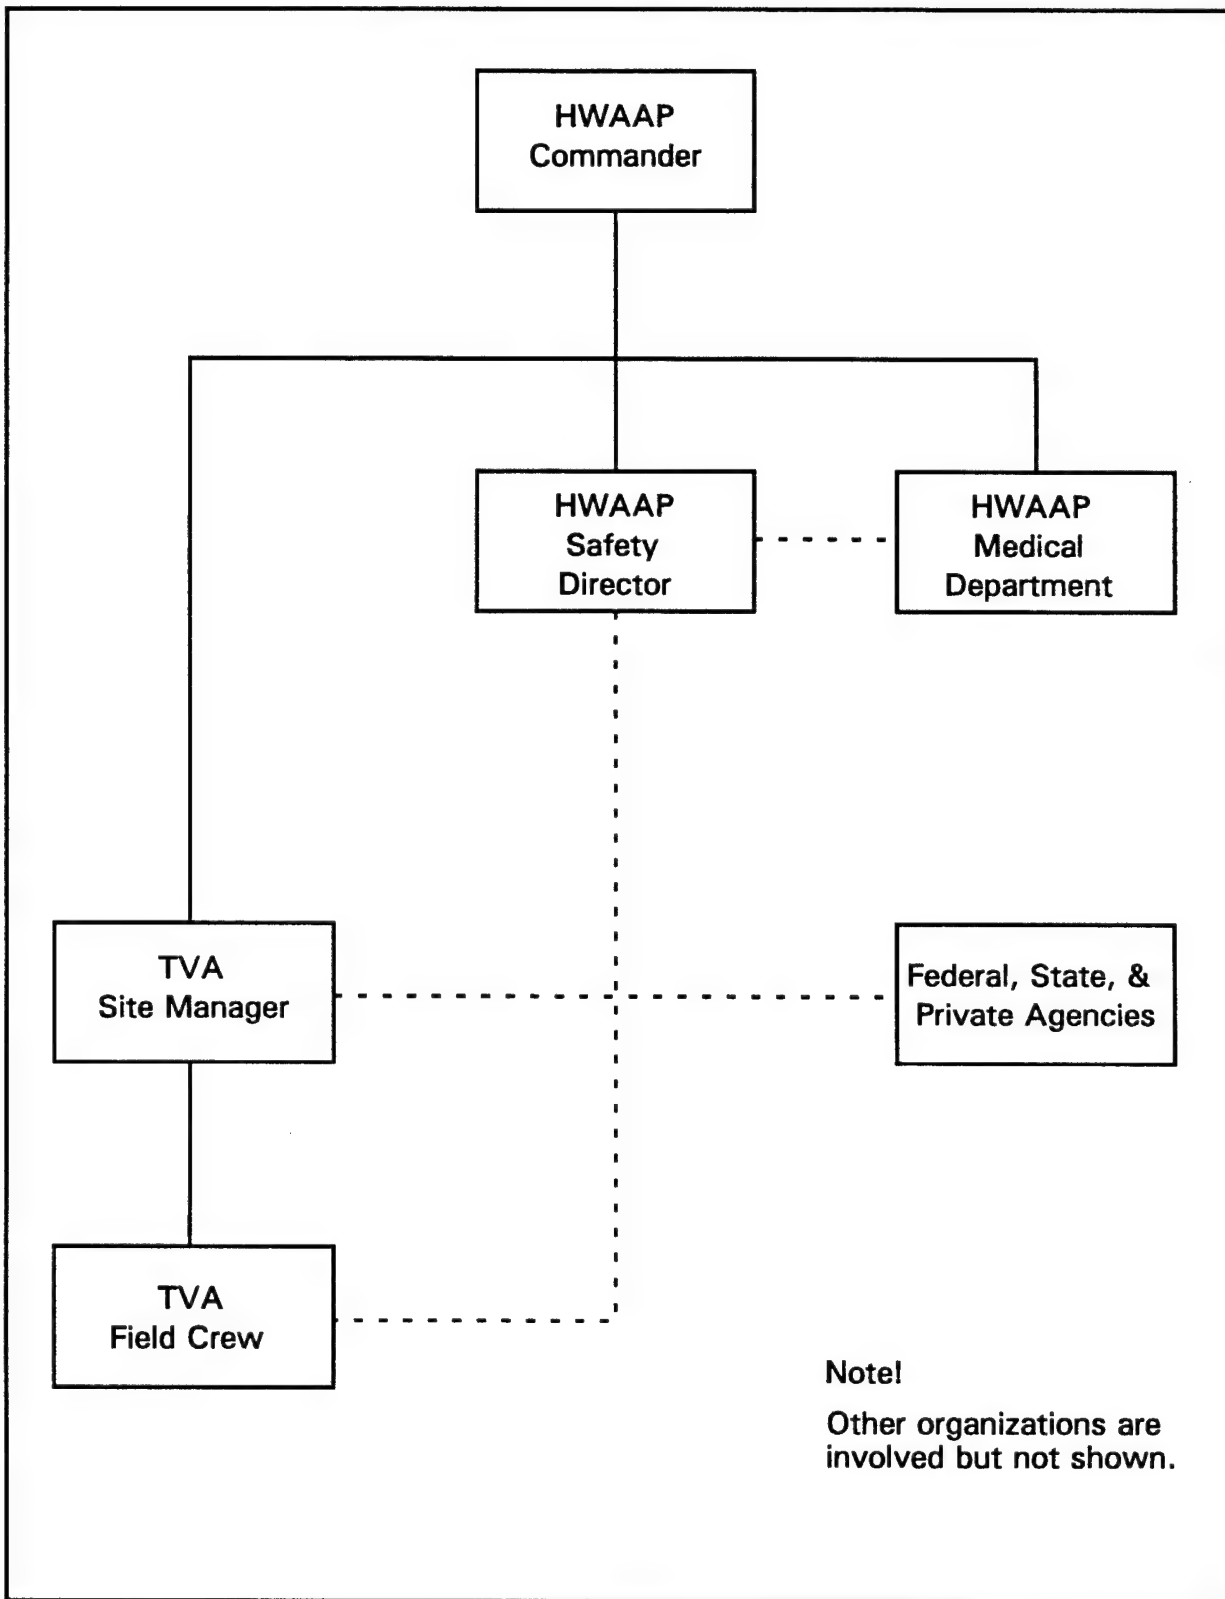 HWAAP
Commander
HWAAP
Safety
Director
HWAAP
Medical
Department
TVA
Site Manager
Federal, State, &
Private Agencies
TVA
Field Crew
Note!
Other organizations are
involved but not shown.